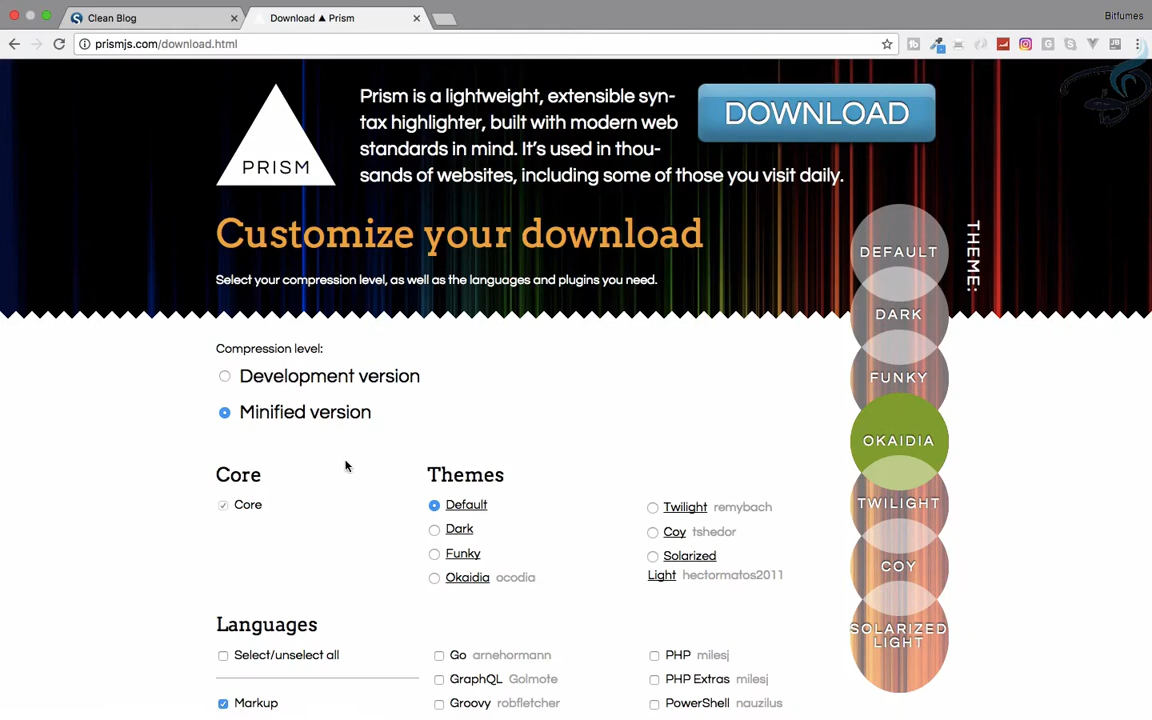 Clean Blog
Download ▲ Prism
Bitfumes
prismjs.com/download.html
PRISM
Prism is a lightweight, extensible syn-
tax highlighter, built with modern web
standards in mind. It's used in thou-
sands of websites, including some of those you visit daily.
DOWNLOAD
Customize your download
Select your compression level, as well as the languages and plugins you need.
THEME:
DEFAULT
DARK
FUNKY
OKAIDIA
TWILIGHT
COY
SOLARIZED
LIGHT
Compression level:
Development version
Minified version
Core
Core
Themes
Default
Dark
Funky
Okaidia ocodia
Twilight remybach
Coy tshedor
Solarized
Light hectormatos2011
Languages
Select/unselect all
Markup
Go arnehormann
GraphQL Golmote
Groovy robfletcher
PHP milesj
PHP Extras milesj
PowerShell nauzilus